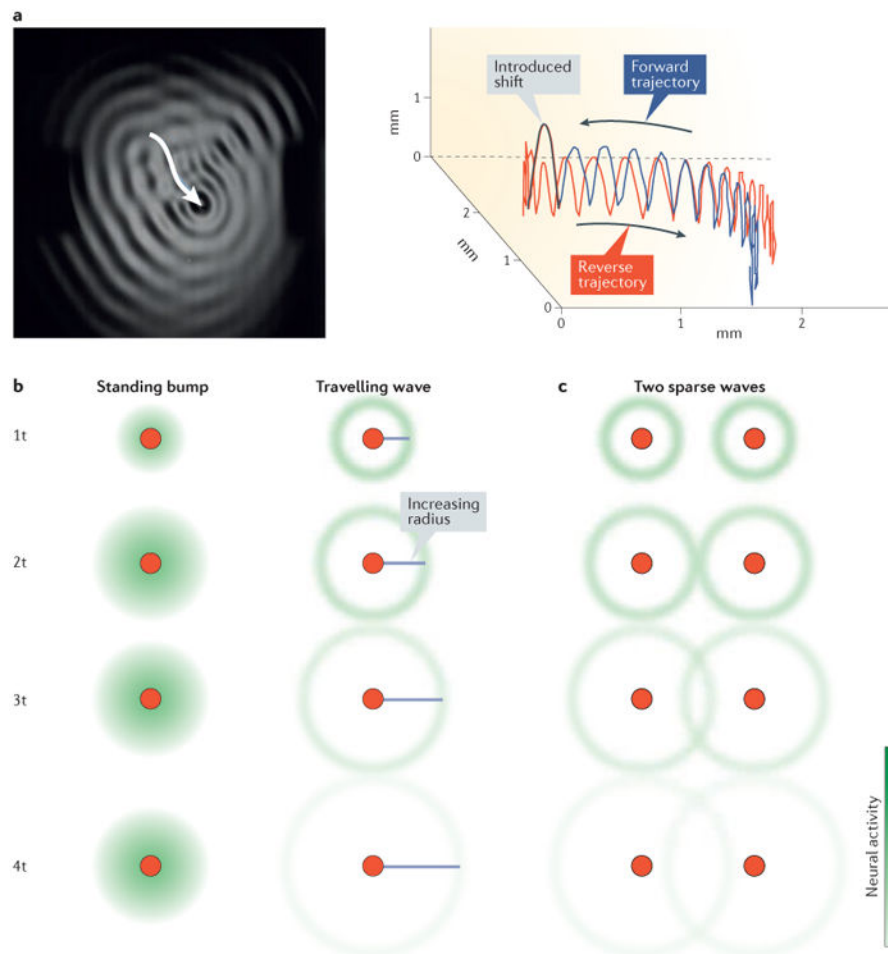 a
Introduced
shift
Forward
trajectory
1
mm
0
2
mm
1
Reverse
trajectory
0
0
1
2
mm
b
Standing bump
Travelling wave
c
Two sparse waves
1t
Increasing
radius
2t
3t
4t
Neural activity